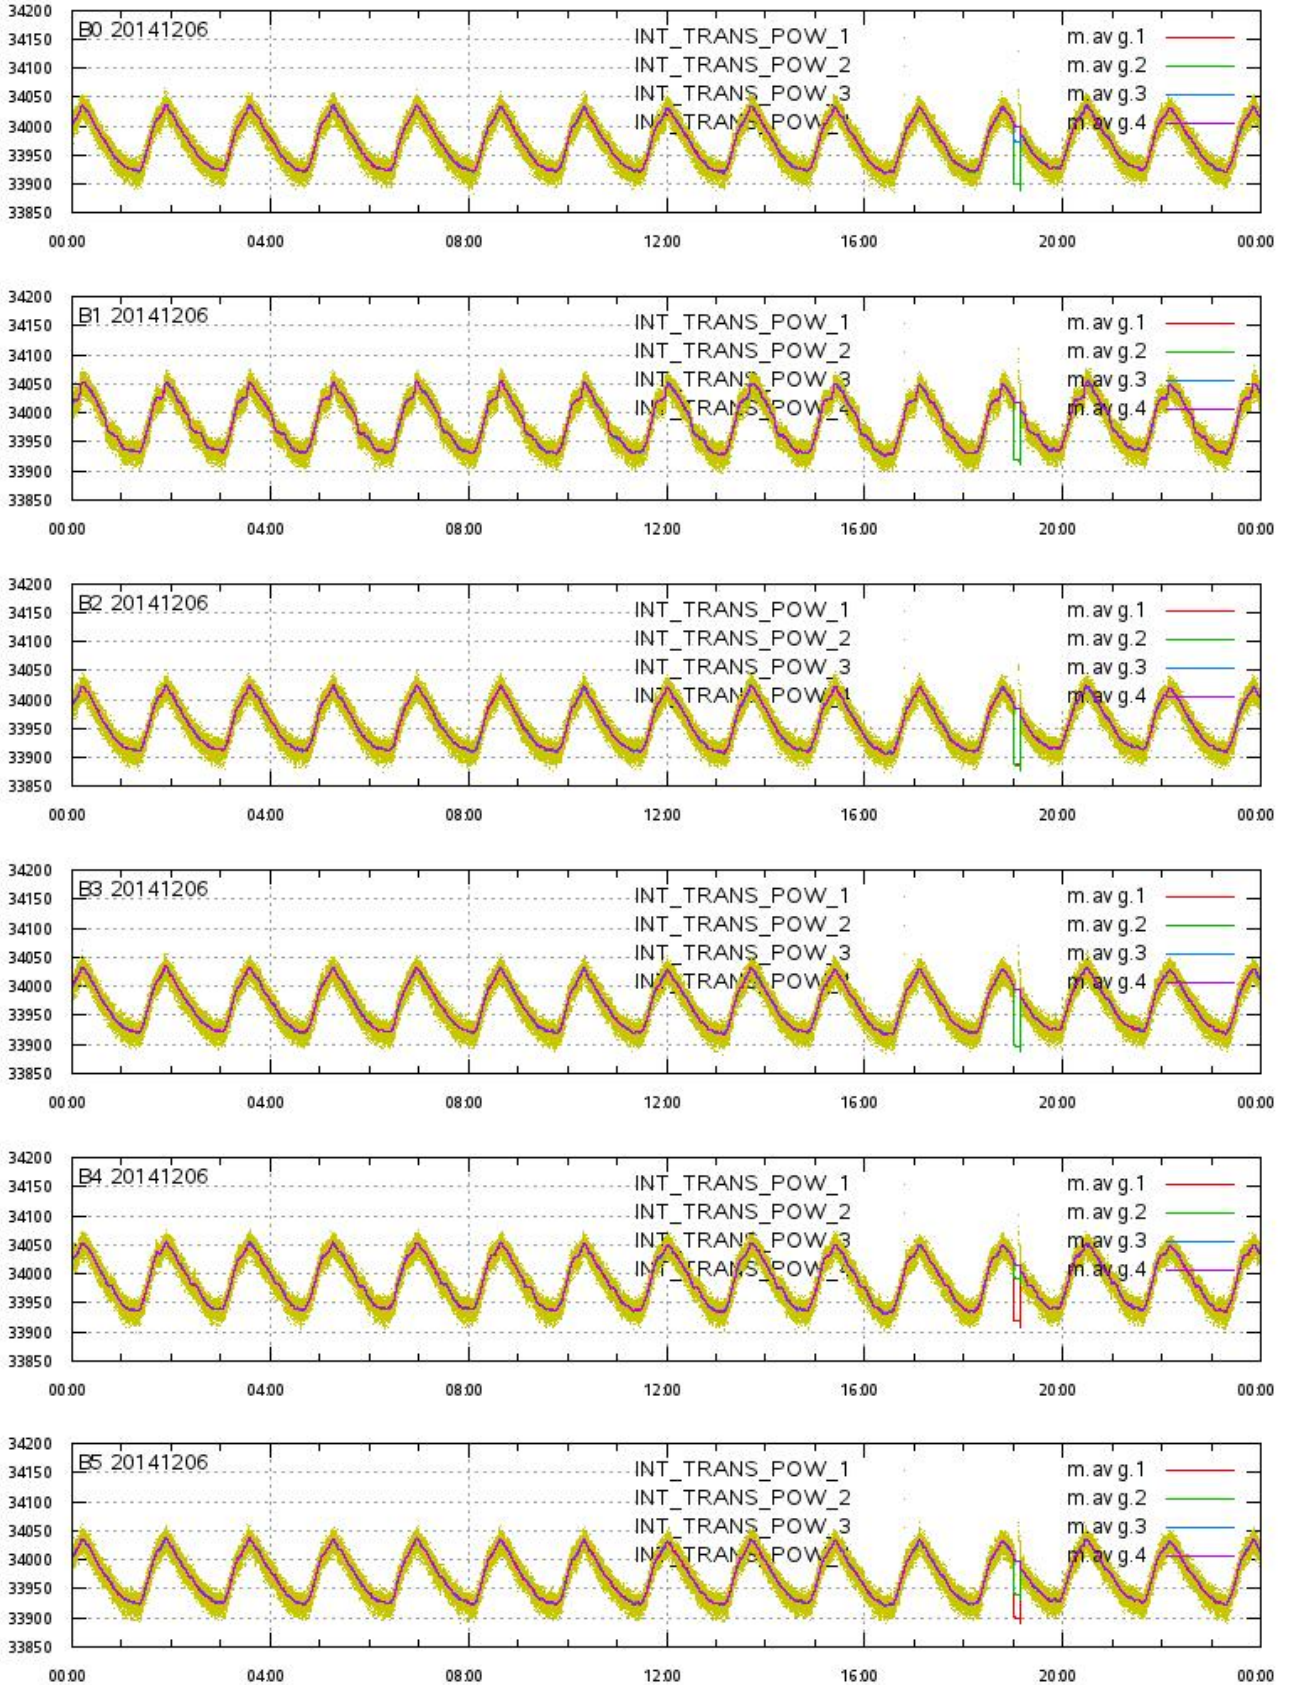 34200
34150
34100
34050
34000
33950
33900
33850
B0 20141206
INT_TRANS_POW_1 m.avg.1
INT_TRANS_POW_2 m.avg.2
INT_TRANS_POW_3 m.avg.3
INT_TRANS_POW_4 m.avg.4
00:00 04:00 08:00 12:00 16:00 20:00 00:00
34200
34150
34100
34050
34000
33950
33900
33850
B1 20141206
INT_TRANS_POW_1 m.avg.1
INT_TRANS_POW_2 m.avg.2
INT_TRANS_POW_3 m.avg.3
INT_TRANS_POW_4 m.avg.4
00:00 04:00 08:00 12:00 16:00 20:00 00:00
34200
34150
34100
34050
34000
33950
33900
33850
B2 20141206
INT_TRANS_POW_1 m.avg.1
INT_TRANS_POW_2 m.avg.2
INT_TRANS_POW_3 m.avg.3
INT_TRANS_POW_4 m.avg.4
00:00 04:00 08:00 12:00 16:00 20:00 00:00
34200
34150
34100
34050
34000
33950
33900
33850
B3 20141206
INT_TRANS_POW_1 m.avg.1
INT_TRANS_POW_2 m.avg.2
INT_TRANS_POW_3 m.avg.3
INT_TRANS_POW_4 m.avg.4
00:00 04:00 08:00 12:00 16:00 20:00 00:00
34200
34150
34100
34050
34000
33950
33900
33850
B4 20141206
INT_TRANS_POW_1 m.avg.1
INT_TRANS_POW_2 m.avg.2
INT_TRANS_POW_3 m.avg.3
INT_TRANS_POW_4 m.avg.4
00:00 04:00 08:00 12:00 16:00 20:00 00:00
34200
34150
34100
34050
34000
33950
33900
33850
B5 20141206
INT_TRANS_POW_1 m.avg.1
INT_TRANS_POW_2 m.avg.2
INT_TRANS_POW_3 m.avg.3
INT_TRANS_POW_4 m.avg.4
00:00 04:00 08:00 12:00 16:00 20:00 00:00